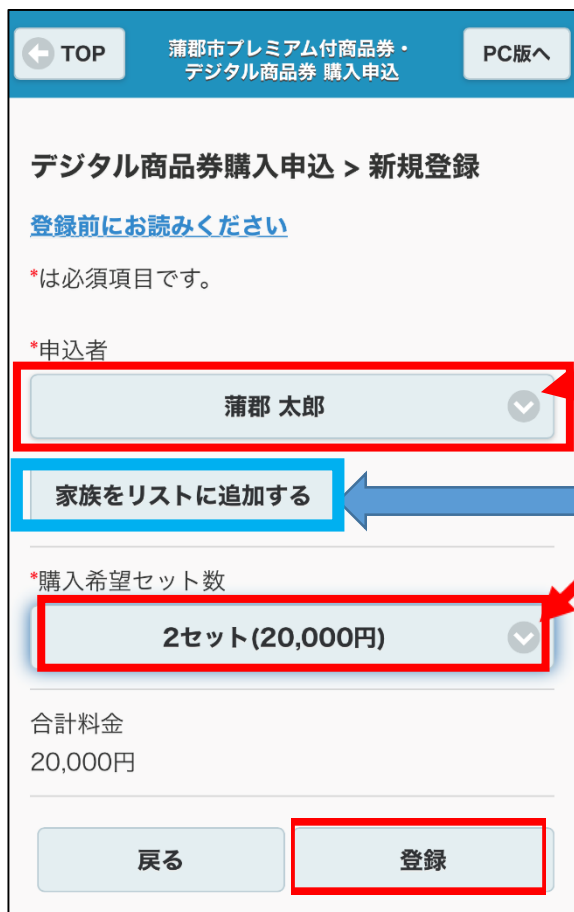 TOP
蒲郡市プレミアム付商品券・
デジタル商品券 購入申込
PC版へ
デジタル商品券購入申込 > 新規登録
登録前にお読みください
*は必須項目です。
*申込者
蒲郡 太郎
家族をリストに追加する
*購入希望セット数
2セット(20,000円)
合計料金
20,000円
戻る
登録